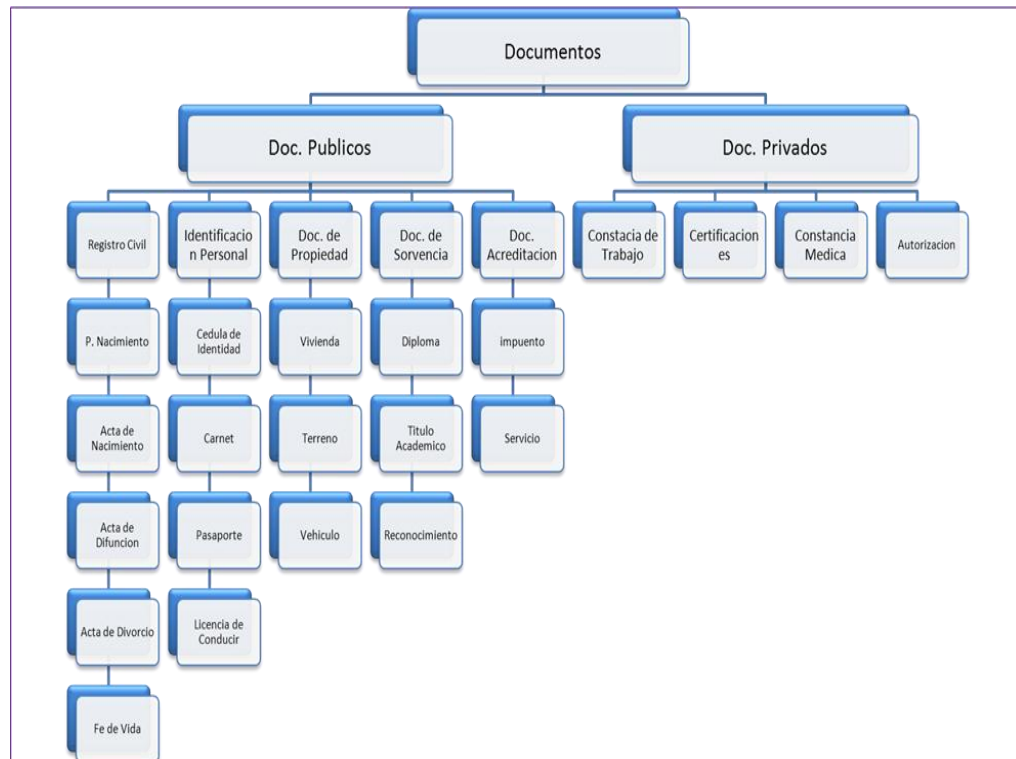 Documentos
Doc. Publicos
Doc. Privados
Registro Civil
Identificacio
n Personal
Doc. de
Propiedad
Doc. de
Sorvencia
Doc.
Acreditacion
Constacia de
Trabajo
Certificacion
es
Constancia
Medica
Autorizacion
P. Nacimiento
Cedula de
Identidad
Vivienda
Diploma
impuento
Acta de
Nacimiento
Carnet
Terreno
Titulo
Academico
Servicio
Acta de
Difuncion
Pasaporte
Vehiculo
Reconocimiento
Acta de Divorcio
Licencia de
Conducir
Fe de Vida